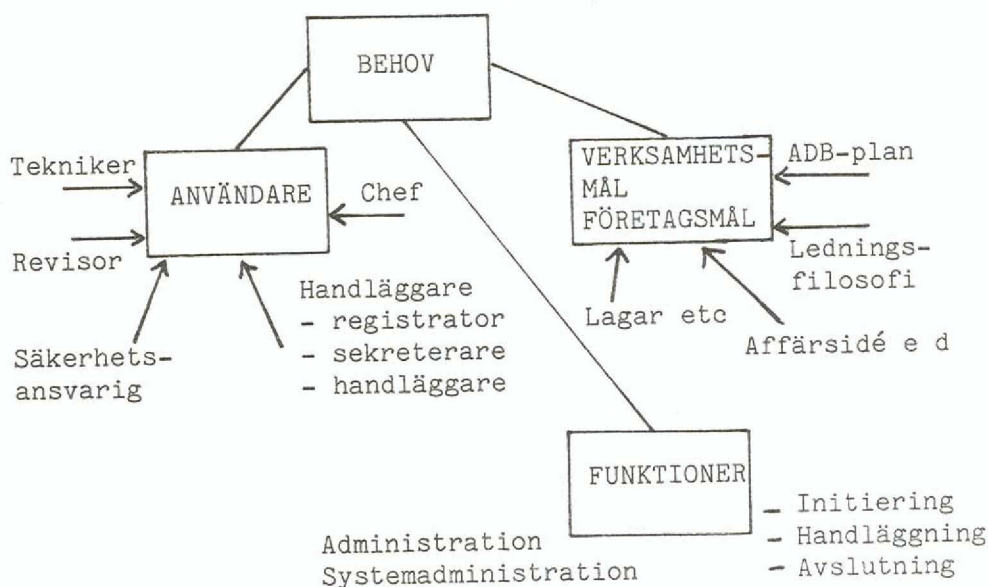 BEHOV
Tekniker
ANVÄNDARE
Chef
Revisor
Säkerhets-
ansvarig
Handläggare
- registrator
- sekreterare
- handläggare
VERKSAMHETS-
MÅL
FÖRETAGSMÅL
ADB-plan
Lednings-
filosofi
Lagar etc
Affärsidé e d
FUNKTIONER
- Initiering
- Handläggning
- Avslutning
Administration
Systemadministration